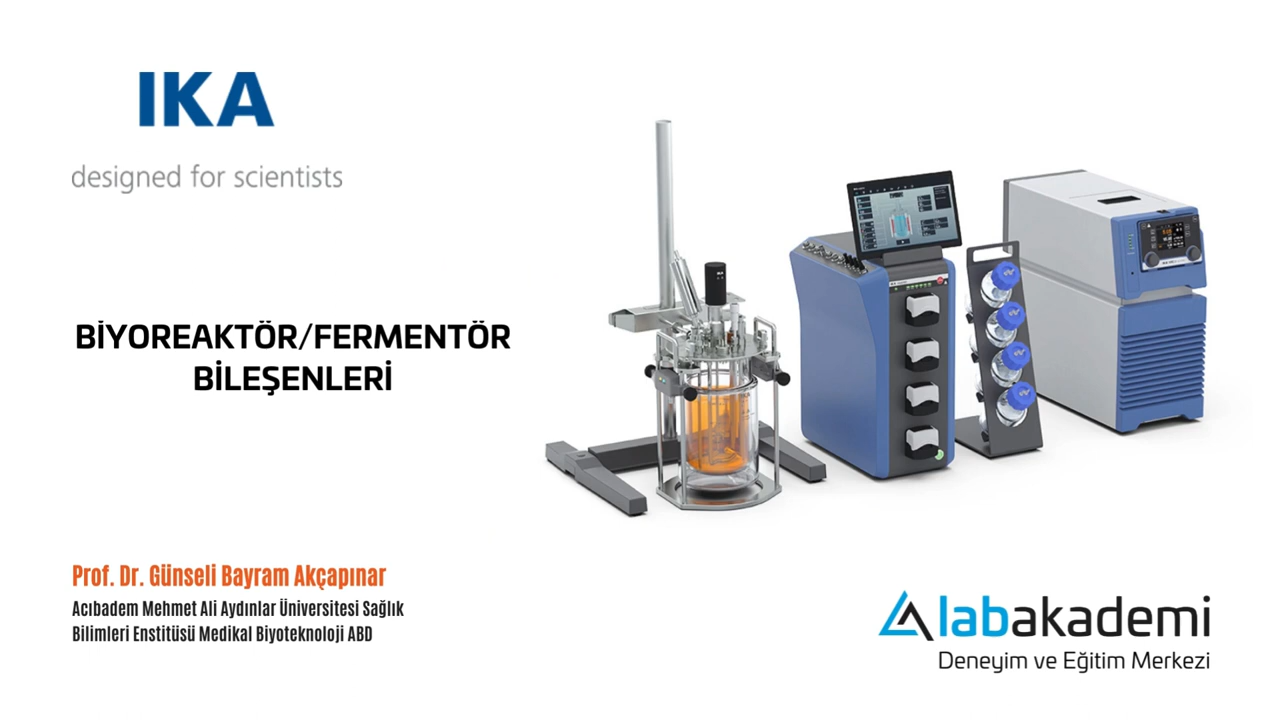 IKA
designed for scientists
BİYOREAKTÖR/FERMENTÖR
BİLEŞENLERİ
Prof. Dr. Günseli Bayram Akçapınar
Acıbadem Mehmet Ali Aydınlar Üniversitesi Sağlık
Bilimleri Enstitüsü Medikal Biyoteknoloji ABD
labakademi
Deneyim ve Eğitim Merkezi